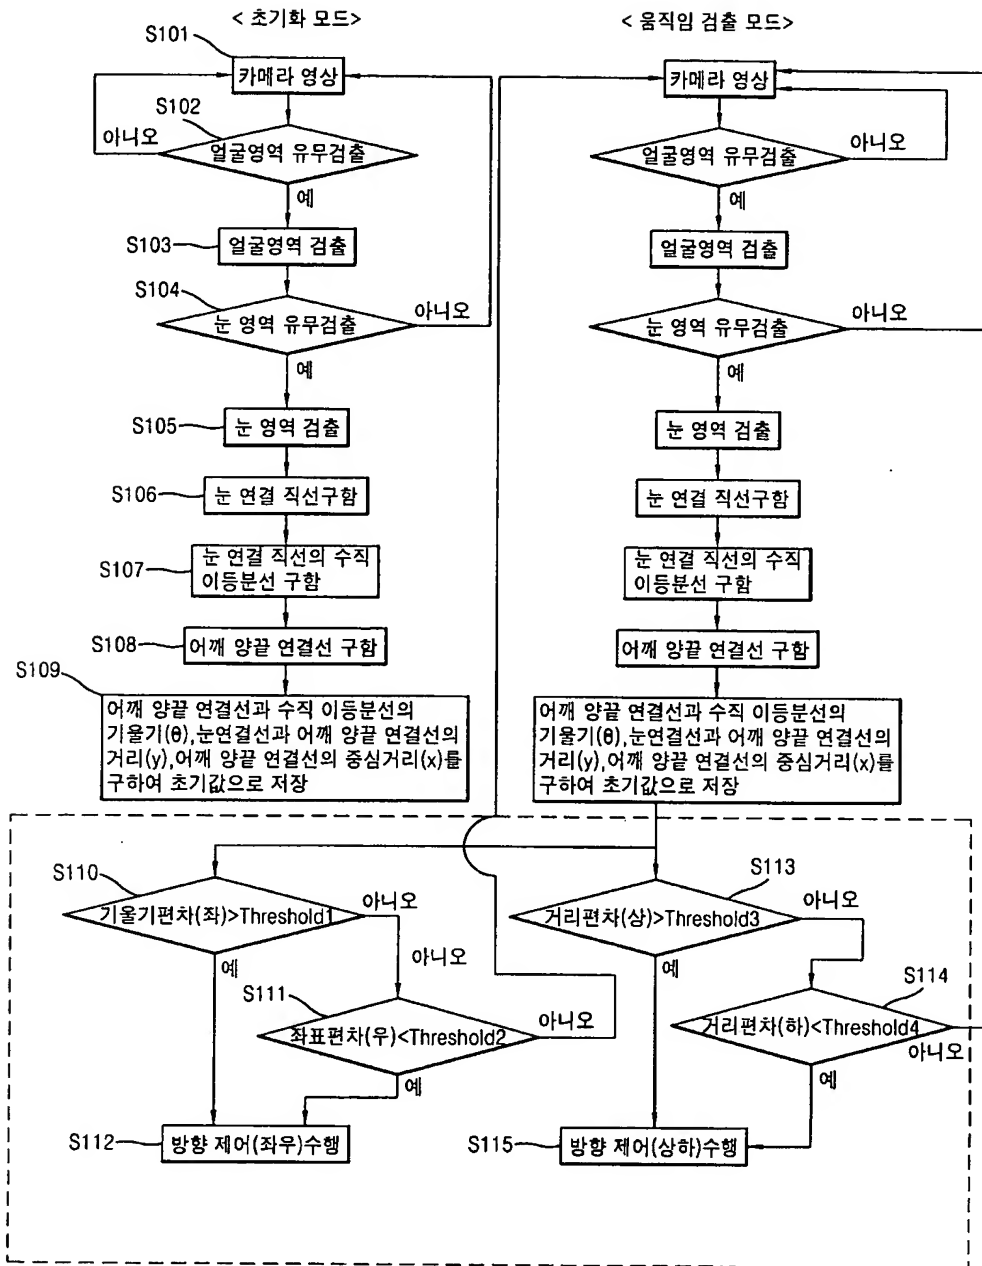 < 초기화 모드>
S101
카메라 영상
S102
아니오
얼굴영역 유무검출
예
S103
얼굴영역 검출
S104
아니오
눈 영역 유무검출
예
S105
눈 영역 검출
S106
눈 연결 직선구함
S107
눈 연결 직선의 수직
이등분선 구함
S108
어깨 양끝 연결선 구함
S109
어깨 양끝 연결선과 수직 이등분선의
기울기(θ),눈연결선과 어깨 양끝 연결선의
거리(y),어깨 양끝 연결선의 중심거리(x)를
구하여 초기값으로 저장
< 움직임 검출 모드>
카메라 영상
얼굴영역 유무검출
아니오
예
얼굴영역 검출
아니오
눈 영역 유무검출
예
눈 영역 검출
눈 연결 직선구함
눈 연결 직선의 수직
이등분선 구함
어깨 양끝 연결선 구함
어깨 양끝 연결선과 수직 이등분선의
기울기(θ),눈연결선과 어깨 양끝 연결선의
거리(y),어깨 양끝 연결선의 중심거리(x)를
구하여 초기값으로 저장
S110
기울기편차(좌)>Threshold1
아니오
예
아니오
S111
좌표편차(우)<Threshold2
아니오
예
S112
방향 제어(좌우)수행
S113
거리편차(상)>Threshold3
아니오
예
S114
거리편차(하)<Threshold4
아니오
예
S115
방향 제어(상하)수행